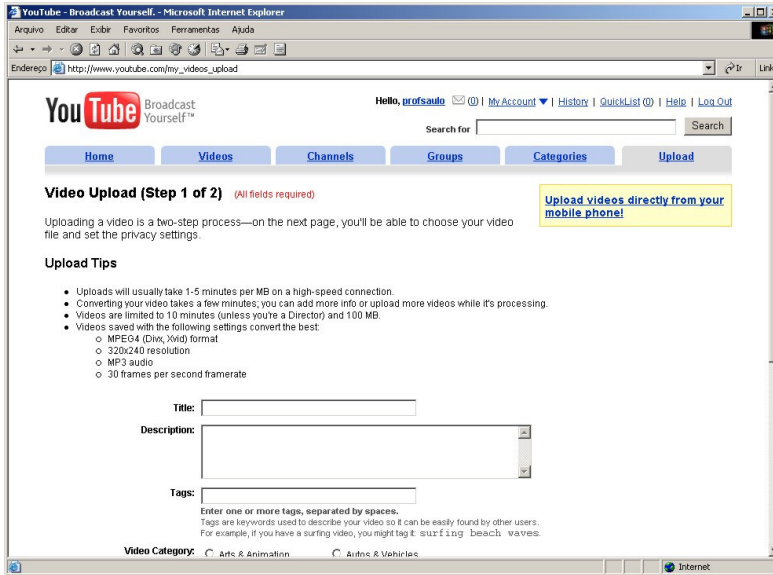 YouTube - Broadcast Yourself. - Microsoft Internet Explorer
Arquivo Editar Exibir Favoritos Ferramentas Ajuda
Endereço http://www.youtube.com/my_videos_upload Ir Link
YouTube Broadcast Yourself™
Hello, profsaulo (0) | My Account | History | QuickList (0) | Help | Log Out
Search for Search
Home Videos Channels Groups Categories Upload
Video Upload (Step 1 of 2) (All fields required)
Upload videos directly from your
mobile phone!
Uploading a video is a two-step process—on the next page, you'll be able to choose your video
file and set the privacy settings.
Upload Tips
Uploads will usually take 1-5 minutes per MB on a high-speed connection.
Converting your video takes a few minutes; you can add more info or upload more videos while it's processing.
Videos are limited to 10 minutes (unless you're a Director) and 100 MB.
Videos saved with the following settings convert the best:
MPEG4 (Divx, Xvid) format
320x240 resolution
MP3 audio
30 frames per second framerate
Title:
Description:
Tags:
Enter one or more tags, separated by spaces.
Tags are keywords used to describe your video so it can be easily found by other users.
For example, if you have a surfing video, you might tag it: surfing beach waves.
Video Category: Arts & Animation Autos & Vehicles
Internet